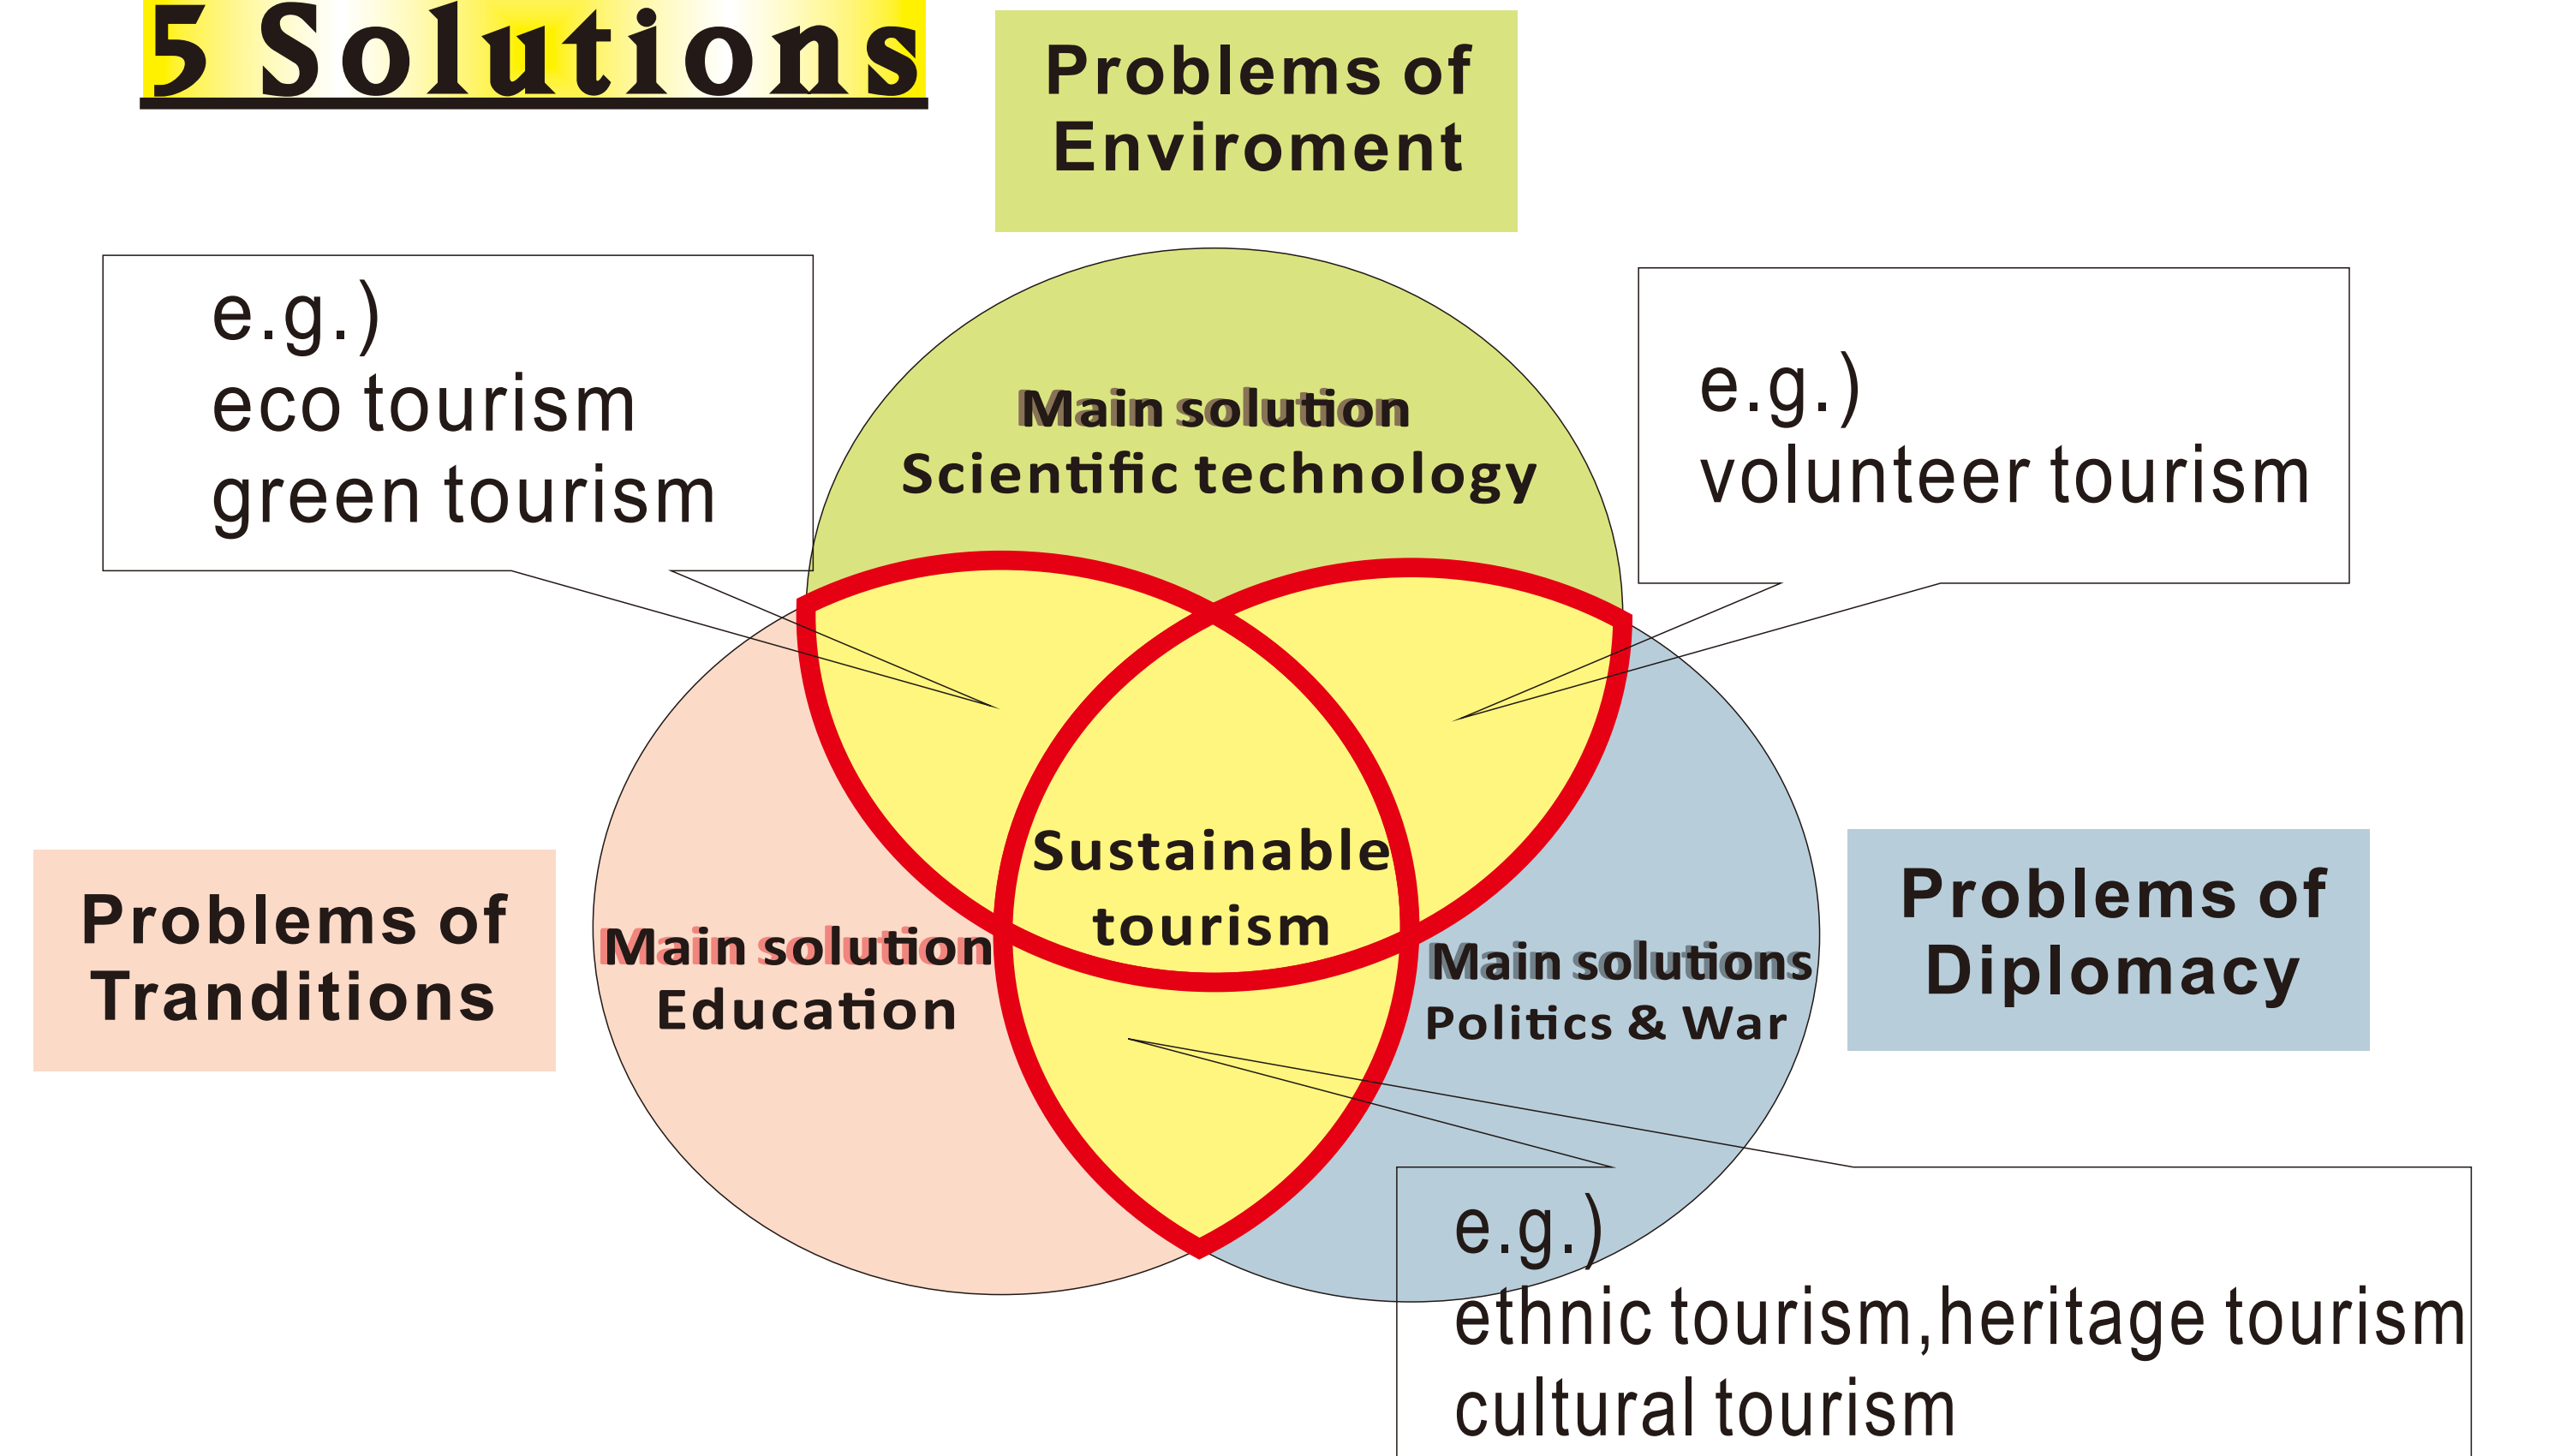 5 Solutions
Problems of
Enviroment
e.g.)
eco tourism
green tourism
e.g.)
volunteer tourism
Main solution
Scientific technology
Sustainable
tourism
Problems of
Tranditions
Main solution
Education
Main solutions
Politics & War
Problems of
Diplomacy
e.g.)
ethnic tourism,heritage tourism
cultural tourism